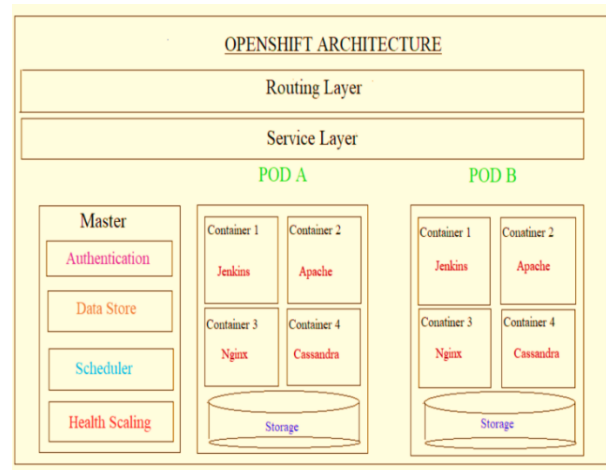 OPENSHIFT ARCHITECTURE
Routing Layer
Service Layer
POD A
POD B
Master
Authentication
Data Store
Scheduler
Health Scaling
Container 1
Jenkins
Container 2
Apache
Container 3
Nginx
Container 4
Cassandra
Storage
Container 1
Jenkins
Conatiner 2
Apache
Conatiner 3
Nginx
Container 4
Cassandra
Storage